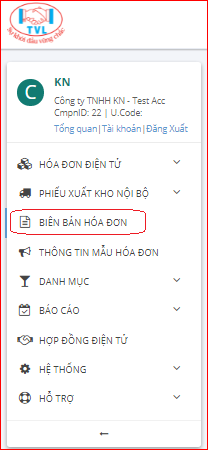 TVL
Sự khởi đầu vững chắc
C
KN
Công ty TNHH KN - Test Acc
CmpnID: 22 | U.Code:
Tổng quan|Tài khoản|Đăng Xuất
HÓA ĐƠN ĐIỆN TỬ
PHIẾU XUẤT KHO NỘI BỘ
BIÊN BẢN HÓA ĐƠN
THÔNG TIN MẪU HÓA ĐƠN
DANH MỤC
BÁO CÁO
HỢP ĐỒNG ĐIỆN TỬ
HỆ THỐNG
HỖ TRỢ
←